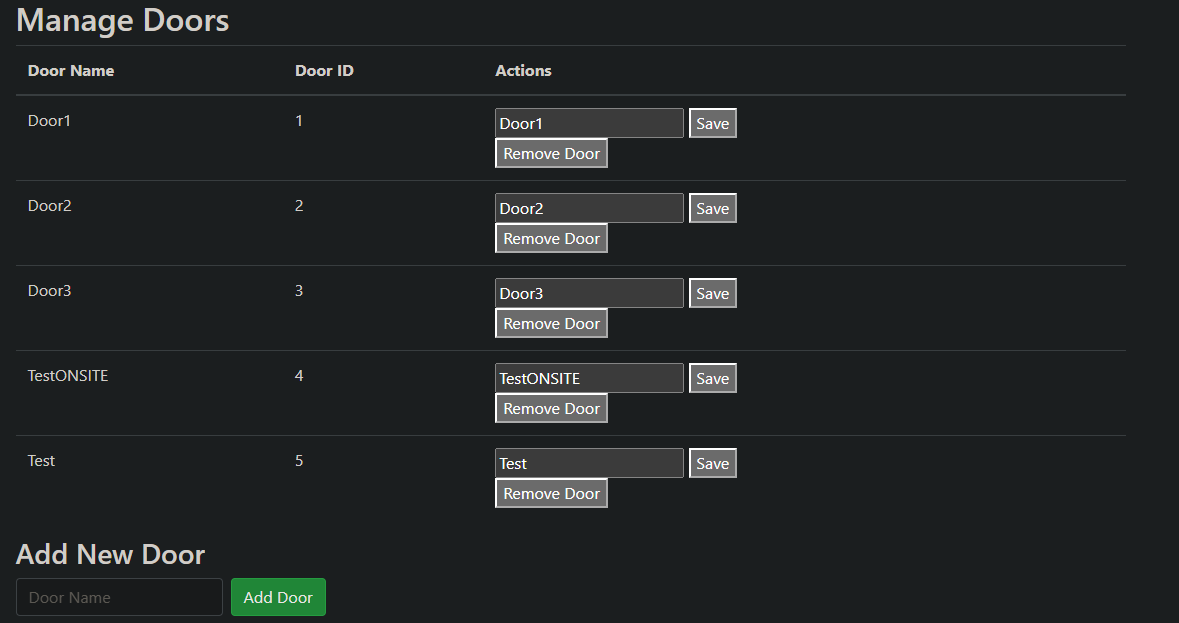 Manage Doors
Door Name Door ID Actions
Door1 1 Door1 Save
Remove Door
Door2 2 Door2 Save
Remove Door
Door3 3 Door3 Save
Remove Door
TestONSITE 4 TestONSITE Save
Remove Door
Test 5 Test Save
Remove Door
Add New Door
Door Name Add Door